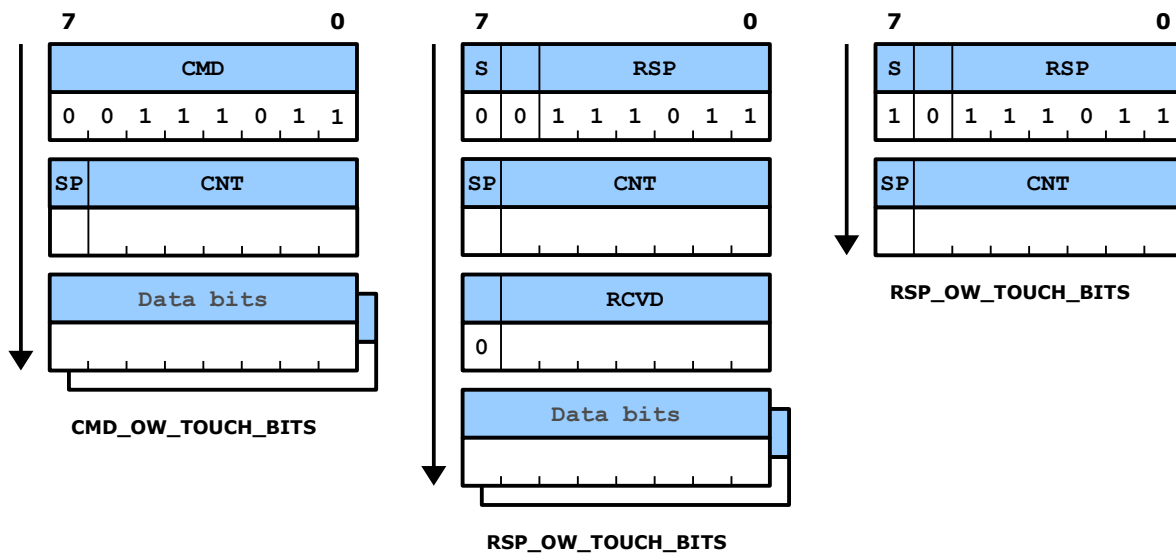 7 0
CMD
0 0 1 1 1 0 1 1
SP CNT
Data bits
CMD_OW_TOUCH_BITS
7 0
S RSP
0 0 1 1 1 0 1 1
SP CNT
RCVD
0
Data bits
RSP_OW_TOUCH_BITS
7 0
S RSP
1 0 1 1 1 0 1 1
SP CNT
RSP_OW_TOUCH_BITS